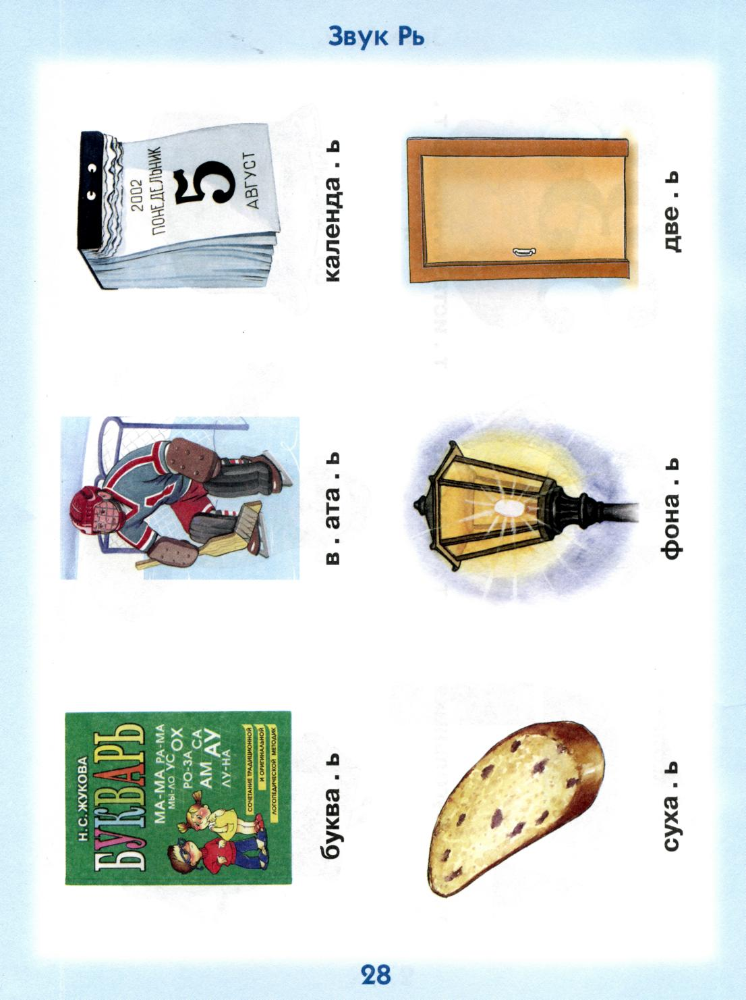 Звук Рь
Н.С. ЖУКОВА
БУКВАРЬ
МА-МА РА-МА
МЫ-ЛО УС ОХ
РО-ЗА СА
АМ АУ
ЛУ-НА
СОЧЕТАНИЕ ТРАДИЦИОННОЙ
И ОРИГИНАЛЬНОЙ
ЛОГОПЕДИЧЕСКОЙ МЕТОДИК
буква . ь
в . ата . ь
2002
ПОНЕДЕЛЬНИК
5
АВГУСТ
календа . ь
суха . ь
фона . ь
две . ь
28